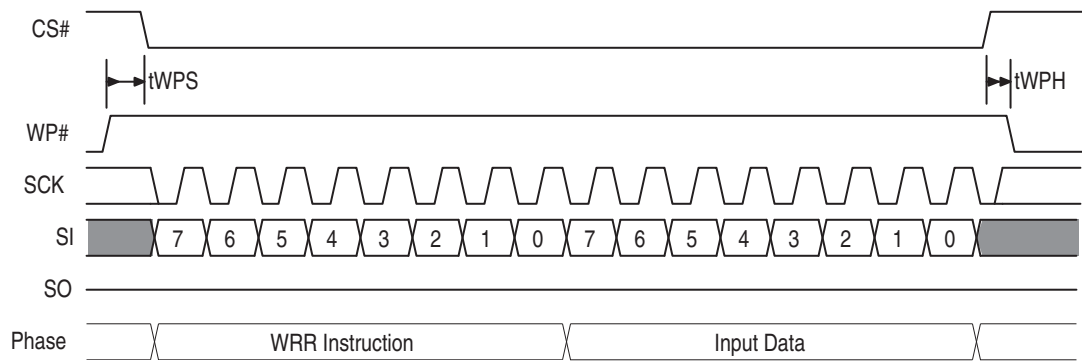 CS#
tWPS tWPH
WP#
SCK
SI 7 6 5 4 3 2 1 0 7 6 5 4 3 2 1 0
SO
Phase WRR Instruction Input Data